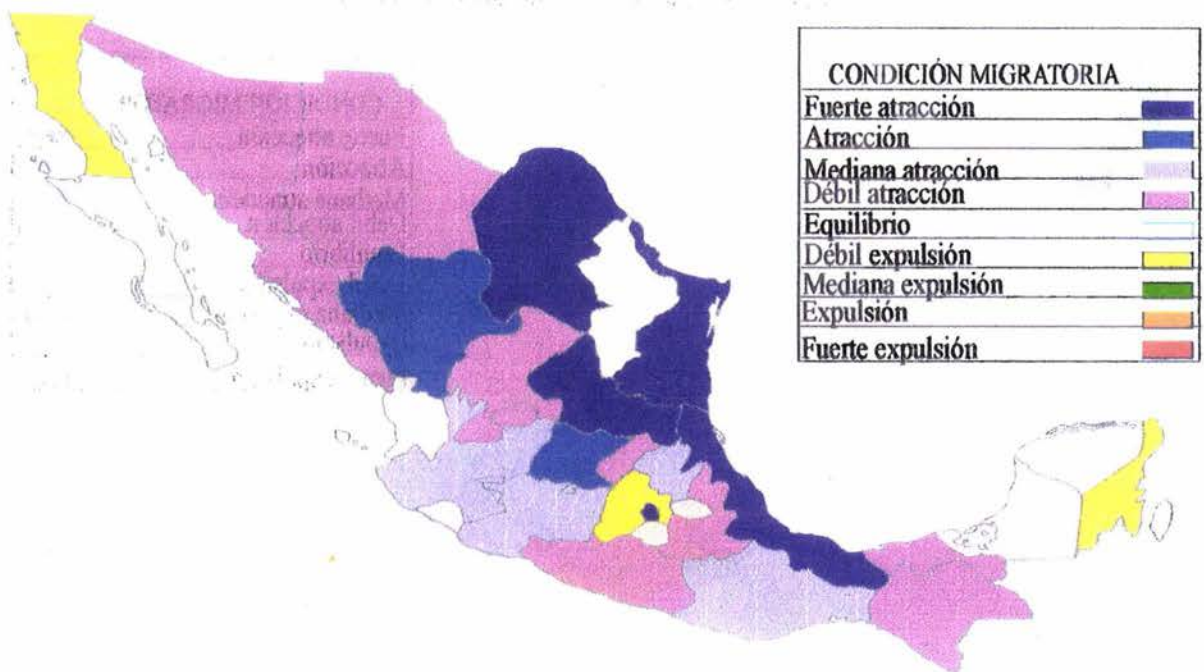 CONDICIÓN MIGRATORIA
Fuerte atracción
Atracción
Mediana atracción
Débil atracción
Equilibrio
Débil expulsión
Mediana expulsión
Expulsión
Fuerte expulsión